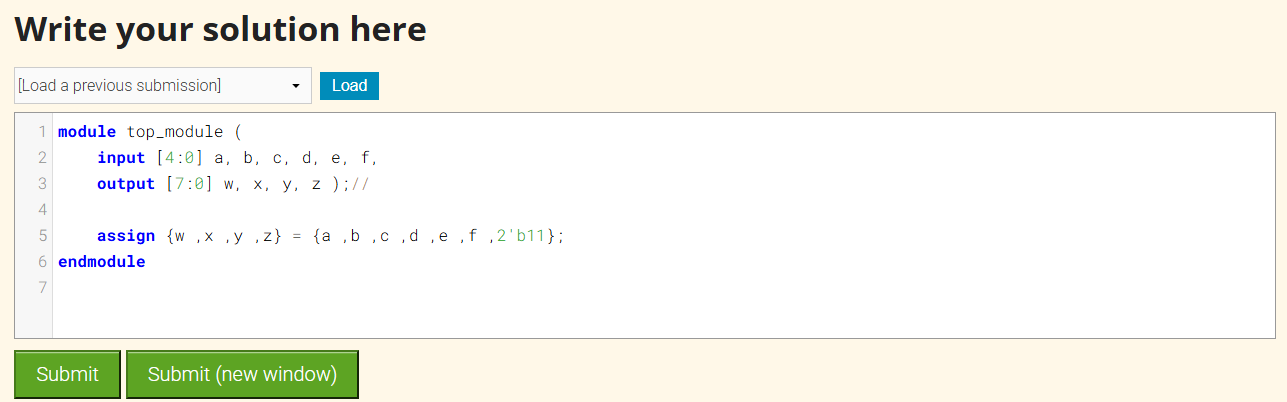 Write your solution here
[Load a previous submission] Load
1 module top_module (
2 input [4:0] a, b, c, d, e, f,
3 output [7:0] w, x, y, z );//
4
5 assign {w ,x ,y ,z} = {a ,b ,c ,d ,e ,f ,2'b11};
6 endmodule
7
Submit Submit (new window)